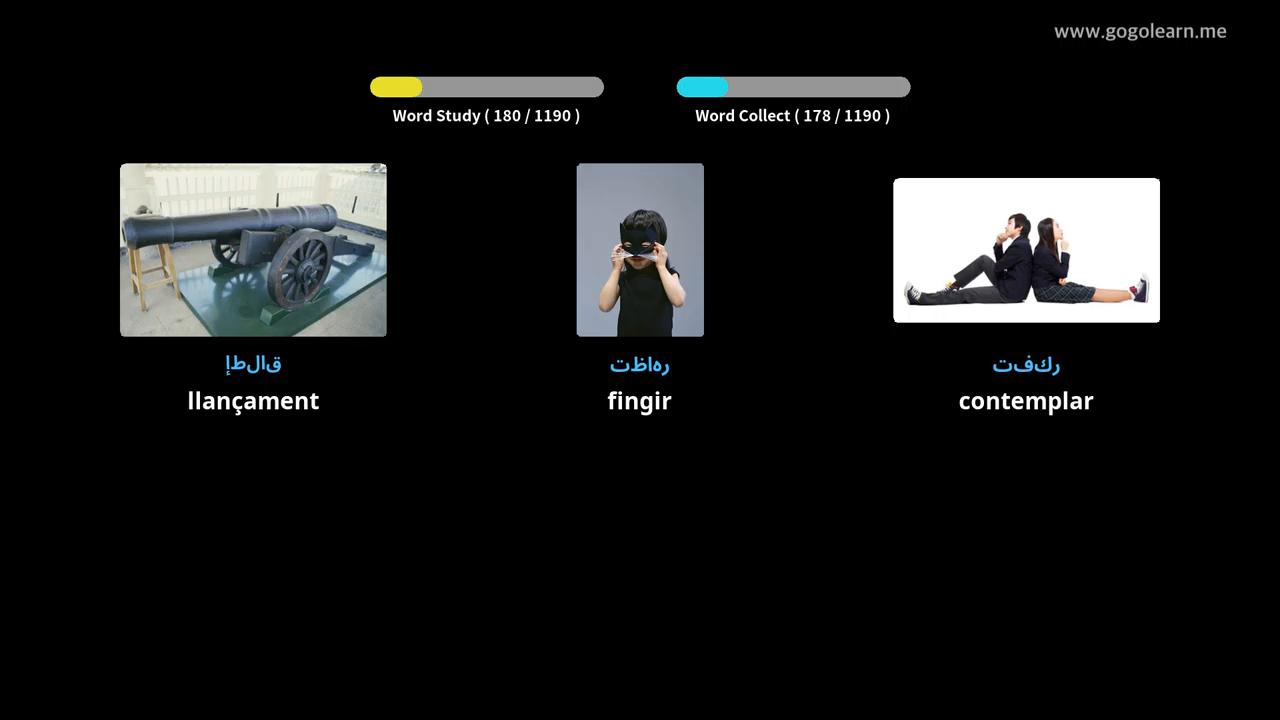 www.gogolearn.me
Word Study ( 180 / 1190 )
Word Collect ( 178 / 1190 )
قالطإ
llançament
رهاظت
fingir
ركفت
contemplar